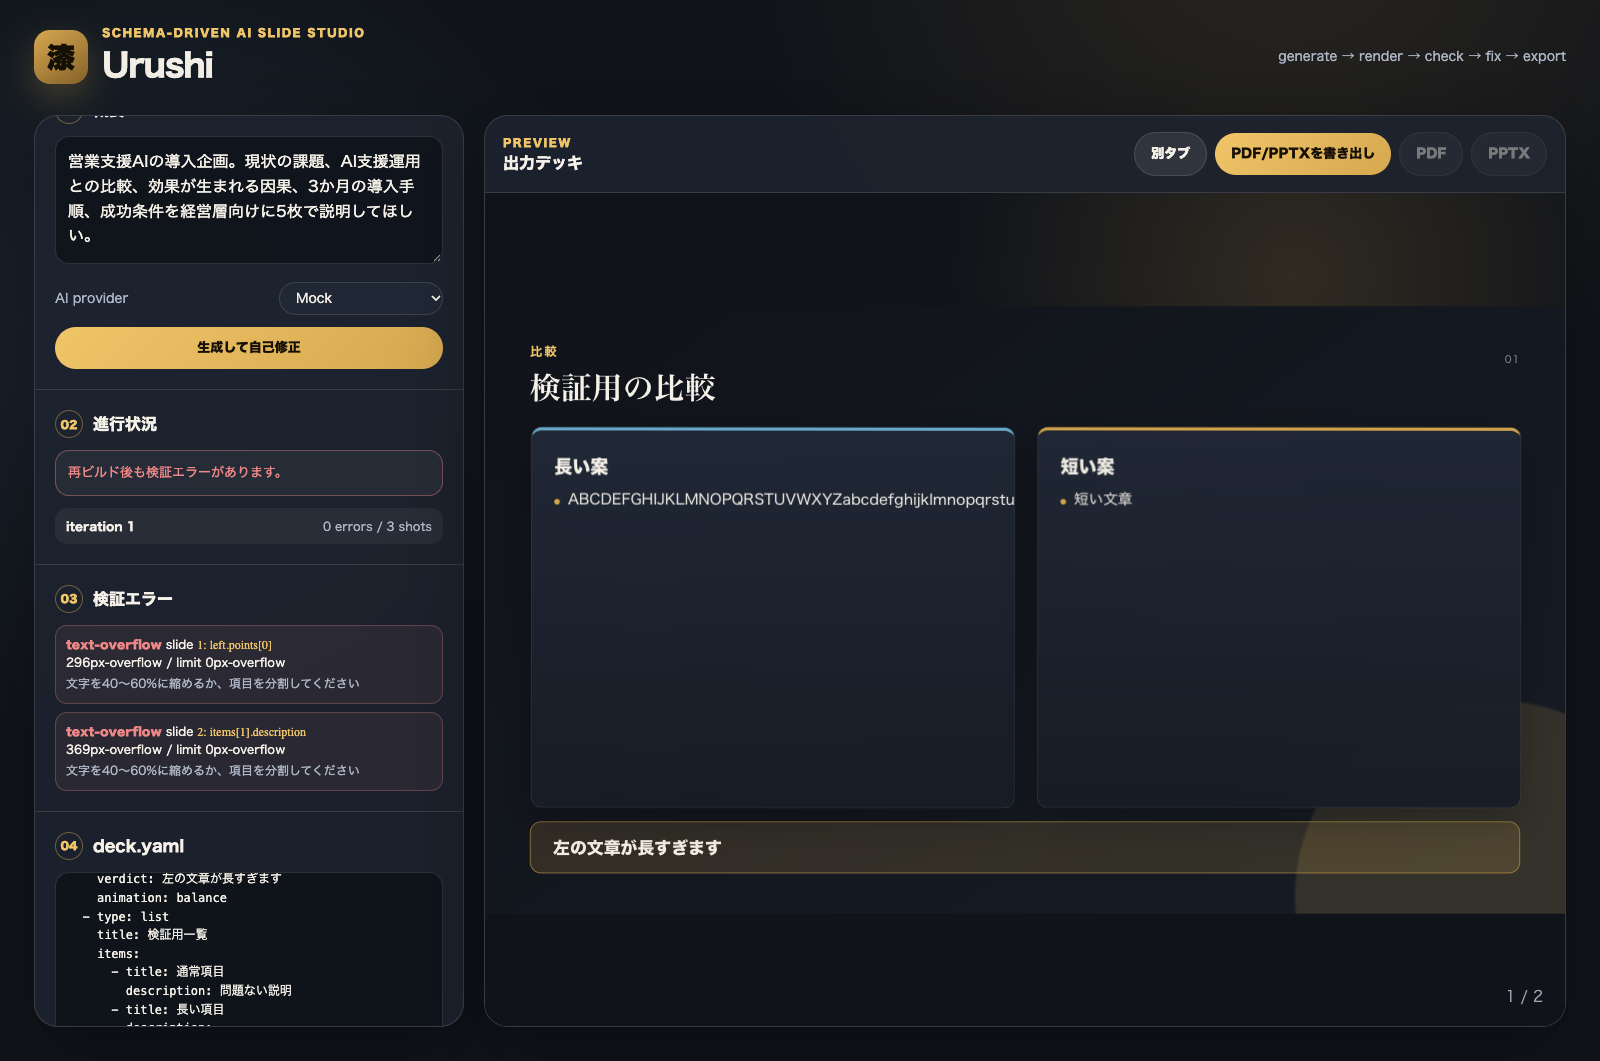 漆
SCHEMA-DRIVEN AI SLIDE STUDIO
Urushi
generate → render → check → fix → export
営業支援AIの導入企画。現状の課題、AI支援運用
との比較、効果が生まれる因果、3か月の導入手
順、成功条件を経営層向けに5枚で説明してほし
い。
AI provider
Mock
生成して自己修正
02 進行状況
再ビルド後も検証エラーがあります。
iteration 1
0 errors / 3 shots
03 検証エラー
text-overflow slide 1: left.points[0]
296px-overflow / limit 0px-overflow
文字を40〜60%に縮めるか、項目を分割してください
text-overflow slide 2: items[1].description
369px-overflow / limit 0px-overflow
文字を40〜60%に縮めるか、項目を分割してください
04 deck.yaml
verdict: 左の文章が長すぎます
animation: balance
- type: list
title: 検証用一覧
items:
- title: 通常項目
description: 問題ない説明
- title: 長い項目
PREVIEW
出力デッキ
別タブ
PDF/PPTXを書き出し
PDF
PPTX
比較
検証用の比較
01
長い案
ABCDEFGHIJKLMNOPQRSTUVWXYZabcdefghijklmnopqrstu
短い案
短い文章
左の文章が長すぎます
1 / 2